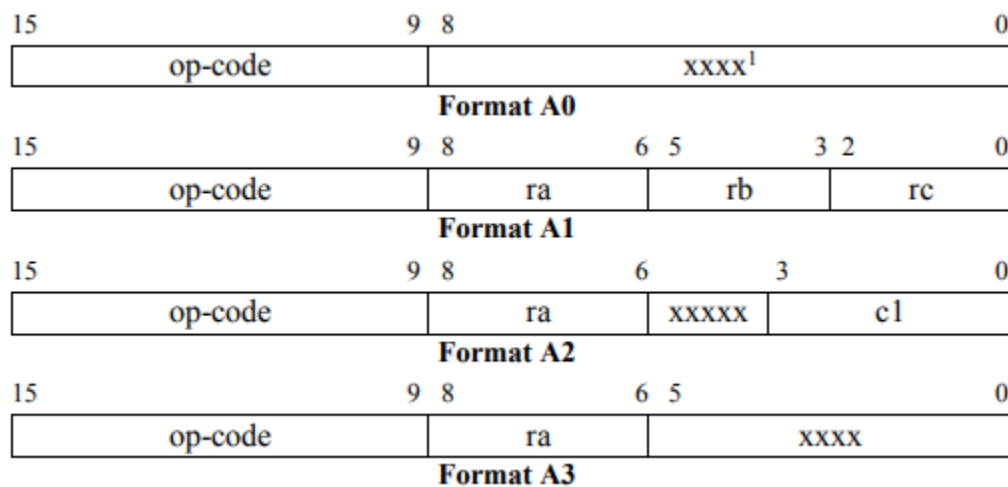 15 9 8 0
op-code xxxx¹
Format A0
15 9 8 6 5 3 2 0
op-code ra rb rc
Format A1
15 9 8 6 3 0
op-code ra xxxxx c1
Format A2
15 9 8 6 5 0
op-code ra xxxx
Format A3